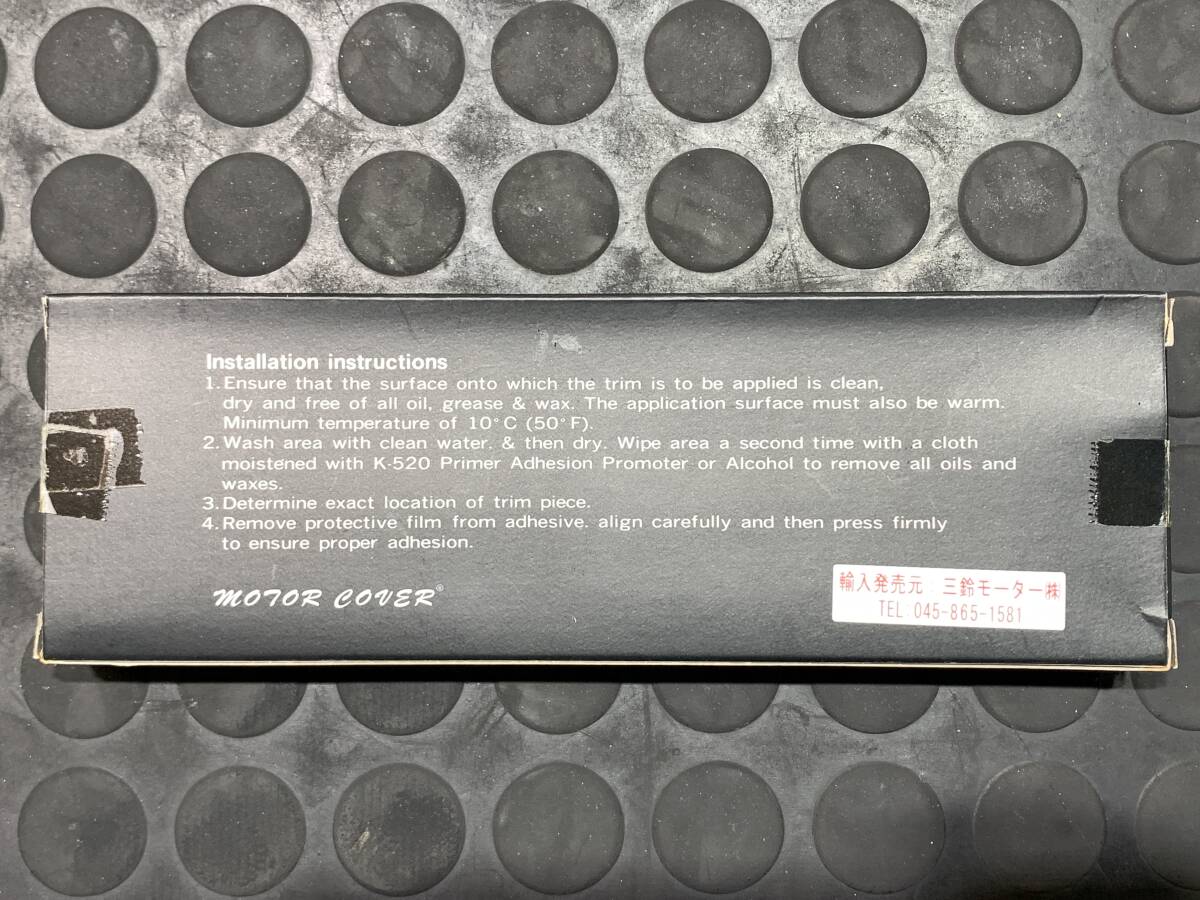 Installation instructions
1. Ensure that the surface onto which the trim is to be applied is clean,
dry and free of all oil, grease & wax. The application surface must also be warm.
Minimum temperature of 10°C (50°F).
2. Wash area with clean water. & then dry. Wipe area a second time with a cloth
moistened with K-520 Primer Adhesion Promoter or Alcohol to remove all oils and
waxes.
3. Determine exact location of trim piece.
4. Remove protective film from adhesive. align carefully and then press firmly
to ensure proper adhesion.
MOTOR COVER®
輸入発売元：三鈴モーター㈱
TEL:045-865-1581